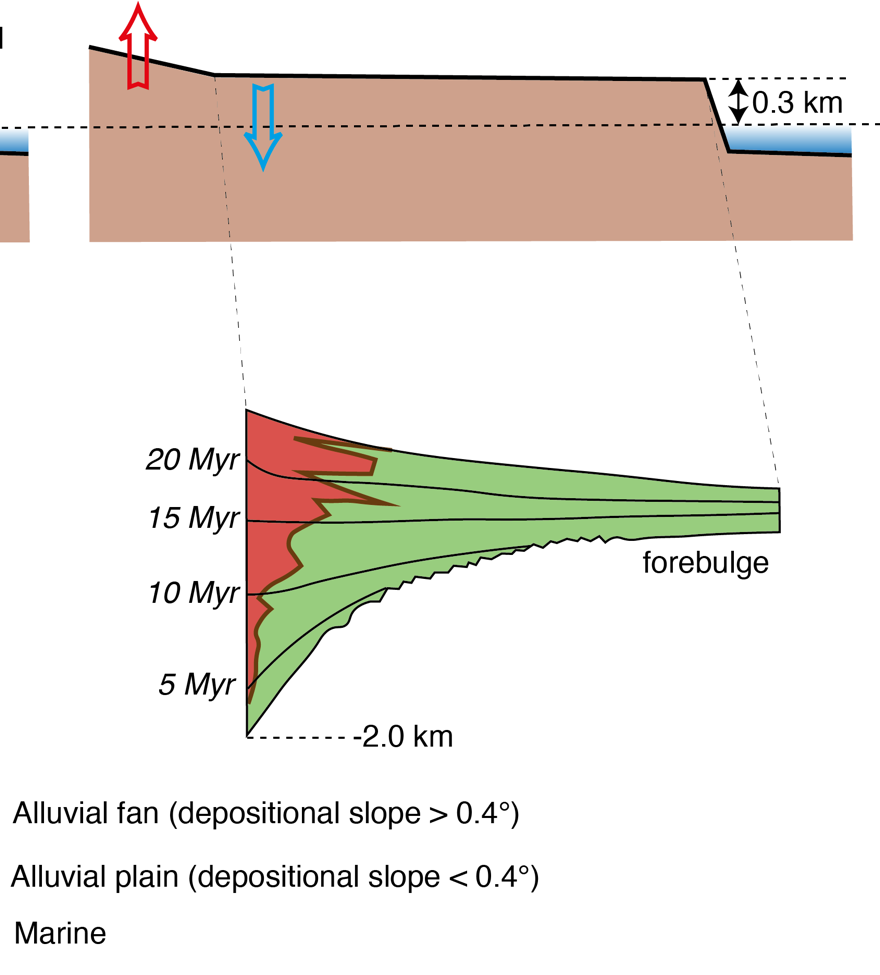 0.3 km
20 Myr
15 Myr
forebulge
10 Myr
5 Myr
-2.0 km
Alluvial fan (depositional slope > 0.4°)
Alluvial plain (depositional slope < 0.4°)
Marine